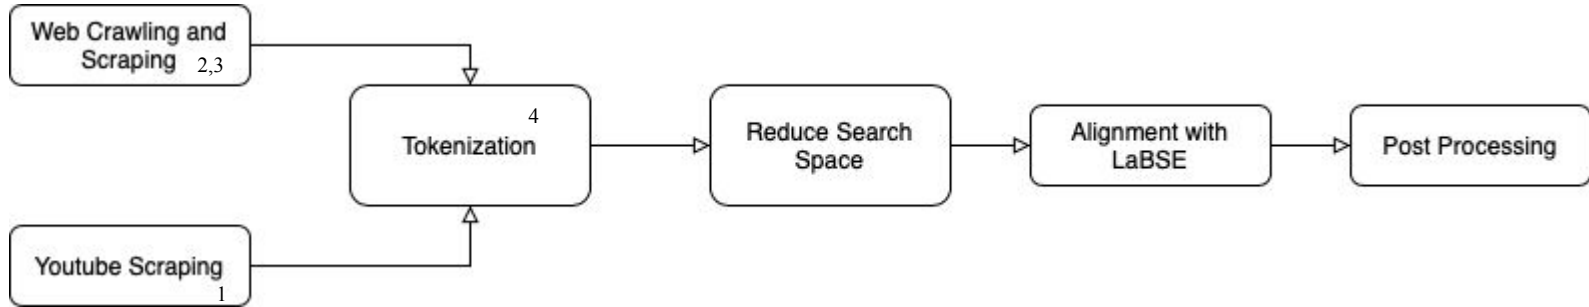 Web Crawling and
Scraping 2,3
4
Tokenization
Reduce Search
Space
Alignment with
LaBSE
Post Processing
Youtube Scraping
1